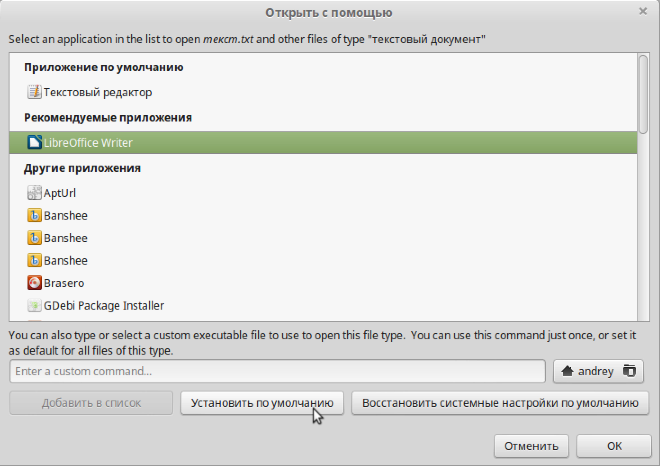 Открыть с помощью
Select an application in the list to open текст.txt and other files of type "текстовый документ"
Приложение по умолчанию
Текстовый редактор
Рекомендуемые приложения
LibreOffice Writer
Другие приложения
AptUrl
Banshee
Banshee
Banshee
Brasero
GDebi Package Installer
You can also type or select a custom executable file to use to open this file type. You can use this command just once, or set it
as default for all files of this type.
Enter a custom command...
andrey
Добавить в список
Установить по умолчанию
Восстановить системные настройки по умолчанию
Отменить
ОК